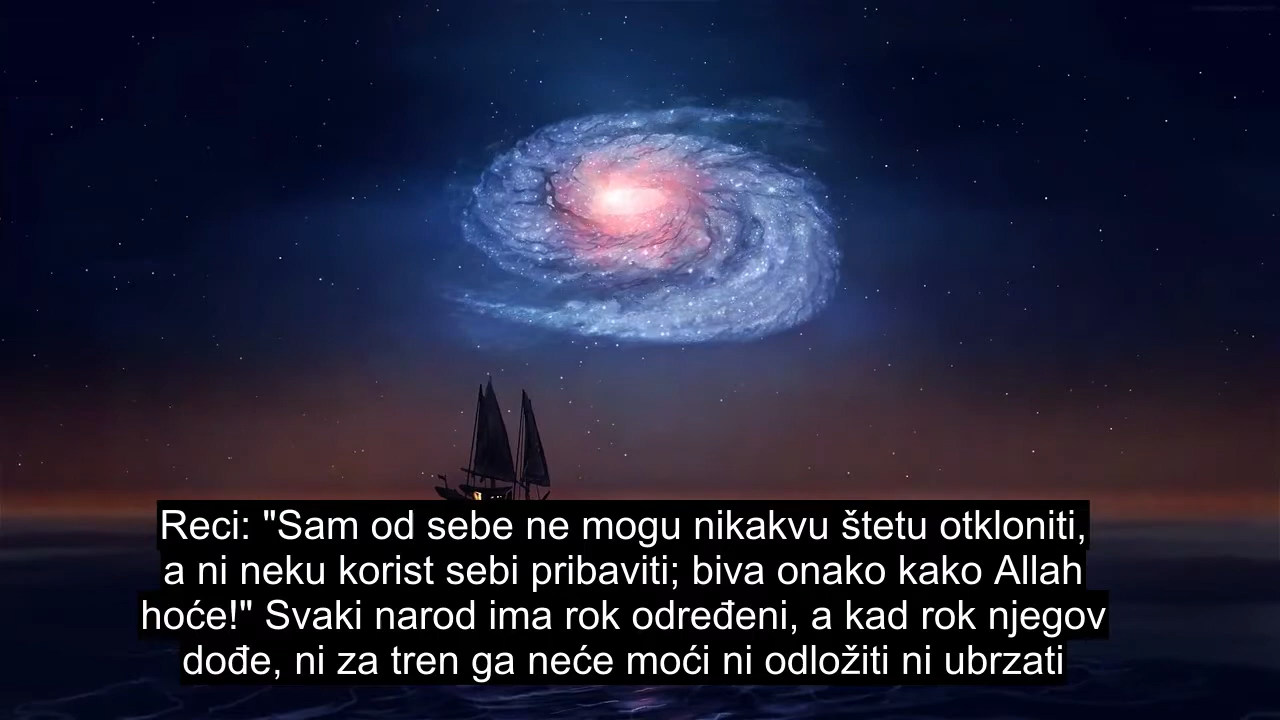 Reci: "Sam od sebe ne mogu nikakvu štetu otkloniti,
a ni neku korist sebi pribaviti; biva onako kako Allah
hoće!" Svaki narod ima rok određeni, a kad rok njegov
dođe, ni za tren ga neće moći ni odložiti ni ubrzati